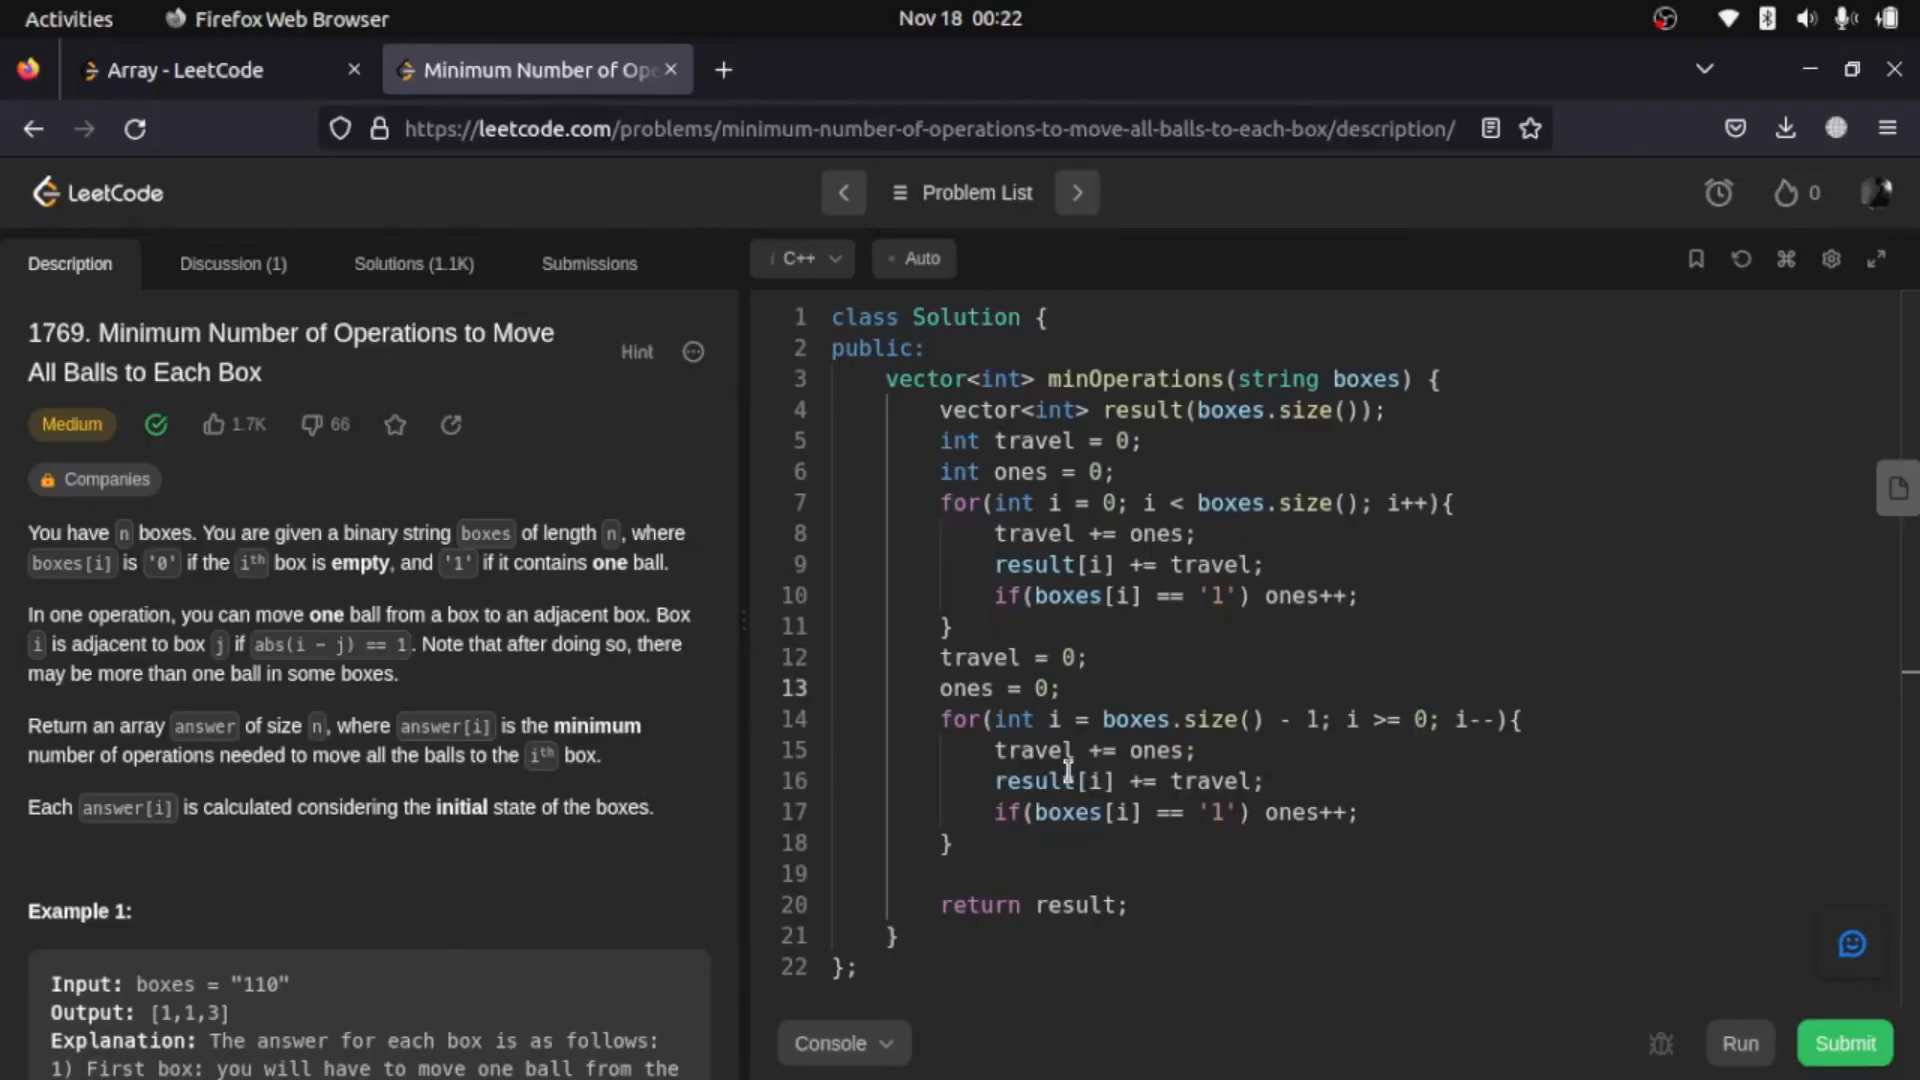 Activities
Firefox Web Browser
Nov 18 00:22
Array - LeetCode
Minimum Number of Ope
https://leetcode.com/problems/minimum-number-of-operations-to-move-all-balls-to-each-box/description/
LeetCode
Problem List
0
Description
Discussion (1)
Solutions (1.1K)
Submissions
i C++
Auto
1769. Minimum Number of Operations to Move
All Balls to Each Box
Hint
Medium
1.7K
66
Companies
You have n boxes. You are given a binary string boxes of length n, where
boxes[i] is '0' if the ith box is empty, and '1' if it contains one ball.
In one operation, you can move one ball from a box to an adjacent box. Box
i is adjacent to box j if abs(i - j) == 1. Note that after doing so, there
may be more than one ball in some boxes.
Return an array answer of size n, where answer[i] is the minimum
number of operations needed to move all the balls to the ith box.
Each answer[i] is calculated considering the initial state of the boxes.
Example 1:
Input: boxes = "110"
Output: [1,1,3]
Explanation: The answer for each box is as follows:
1) First box: you will have to move one ball from the
1 class Solution {
2 public:
3 vector<int> minOperations(string boxes) {
4 vector<int> result(boxes.size());
5 int travel = 0;
6 int ones = 0;
7 for(int i = 0; i < boxes.size(); i++){
8 travel += ones;
9 result[i] += travel;
10 if(boxes[i] == '1') ones++;
11 }
12 travel = 0;
13 ones = 0;
14 for(int i = boxes.size() - 1; i >= 0; i--){
15 travel += ones;
16 result[i] += travel;
17 if(boxes[i] == '1') ones++;
18 }
19
20 return result;
21 }
22 };
Console
Run
Submit